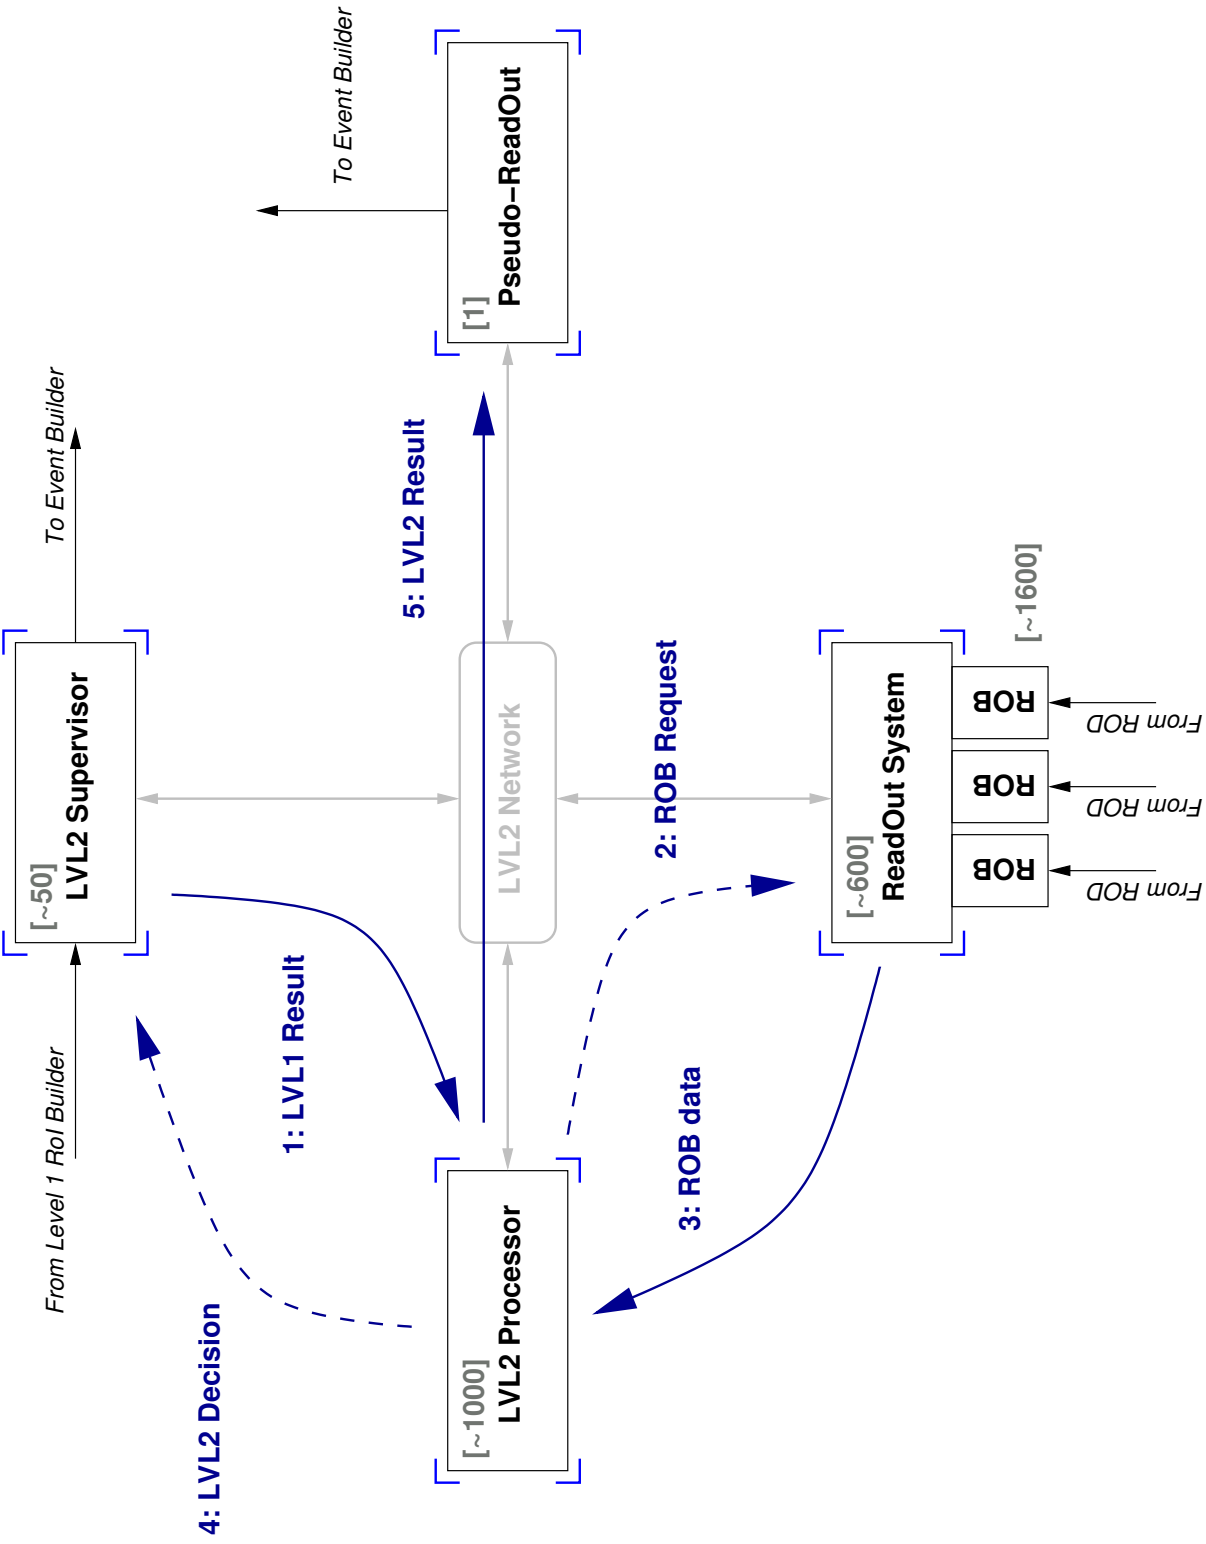 From Level 1 RoI Builder
[~50]
LVL2 Supervisor
To Event Builder
4: LVL2 Decision
1: LVL1 Result
5: LVL2 Result
To Event Builder
[~1000]
LVL2 Processor
LVL2 Network
[1]
Pseudo−ReadOut
3: ROB data
2: ROB Request
[~600]
ReadOut System
ROB
ROB
ROB
[~1600]
From ROD
From ROD
From ROD